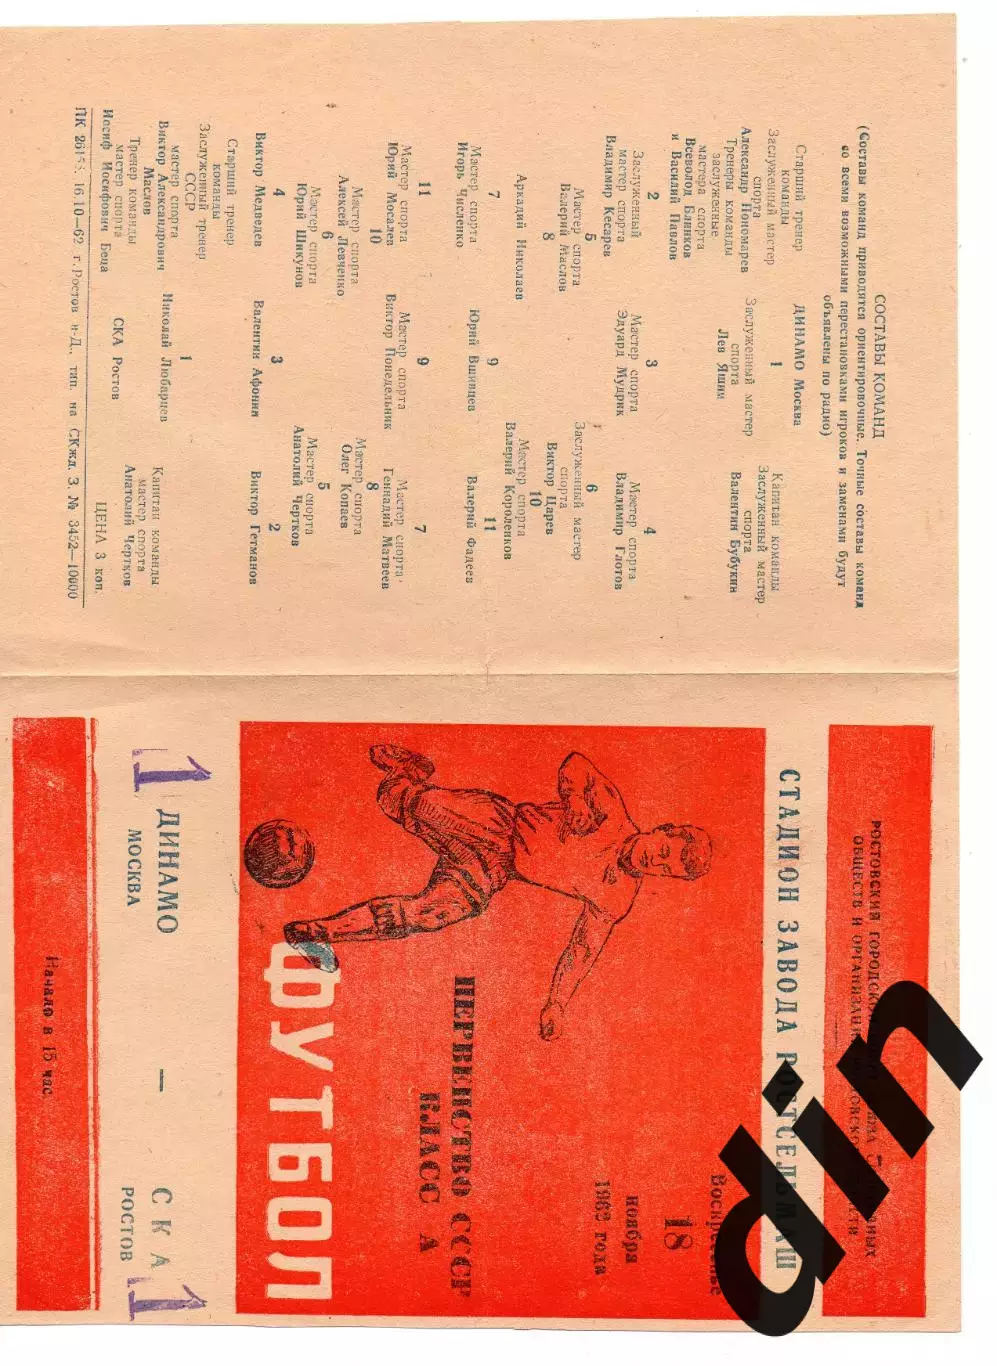 СОСТАВЫ КОМАНД
(Составы команд приводятся ориентировочные. Точные составы команд
со всеми возможными перестановками игроков и заменами будут
объявлены по радио)
Старший тренер
команды
Заслуженный мастер
спорта
Александр Пономарев
Тренеры команды
заслуженные
мастера спорта
Всеволод Блинков
и Василий Павлов
ДИНАМО Москва
1
Заслуженный мастер
спорта
Лев Яшин
Капитан команды
Заслуженный мастер
спорта
Валентин Бубукин
2
Заслуженный
мастер спорта
Владимир Кесарев
3
Мастер спорта
Эдуард Мудрик
4
Мастер спорта
Владимир Глотов
5
Мастер спорта
Валерий Маслов
6
Заслуженный мастер
спорта
Виктор Царев
8
Аркадий Николаев
10
Мастер спорта
Валерий Короленков
7
Мастер спорта
Игорь Численко
9
Юрий Вшивцев
11
Валерий Фадеев
11
Мастер спорта
Юрий Мосалев
9
Мастер спорта
Виктор Понедельник
7
Мастер спорта
Геннадий Матвеев
10
Мастер спорта
Алексей Левченко
8
Мастер спорта
Олег Копаев
6
Мастер спорта
Юрий Шикунов
5
Мастер спорта
Анатолий Чертков
4
Виктор Медведев
3
Валентин Афонин
2
Виктор Гетманов
Старший тренер
команды
Заслуженный тренер
СССР
мастер спорта
Виктор Александрович
Маслов
Тренер команды
мастер спорта
Иосиф Иосифович Беца
1
Николай Любарцев
СКА Ростов
Капитан команды
мастер спорта
Анатолий Чертков
ЦЕНА 3 коп.
16.10—62 г. Ростов н-Д., тип. на СКжд. З. № 3452—10000
РОСТОВСКИЙ
ОБЩЕСТВ И
СТАДИОН ЗАВОДА РОСТСЕЛЬМАШ
Воскресенье
18
ноября
1962 года
ПЕРВЕНСТВО СССР
КЛАСС А
ФУТБОЛ
1 ДИНАМО — СКА 1
МОСКВА РОСТОВ
Начало в 15 час.
din